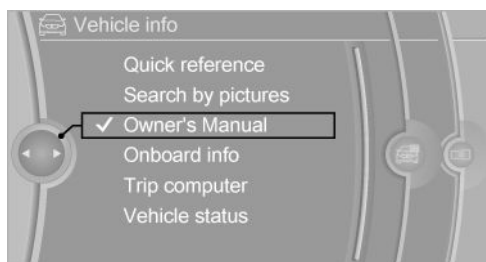 Vehicle info
Quick reference
Search by pictures
Owner's Manual
Onboard info
Trip computer
Vehicle status